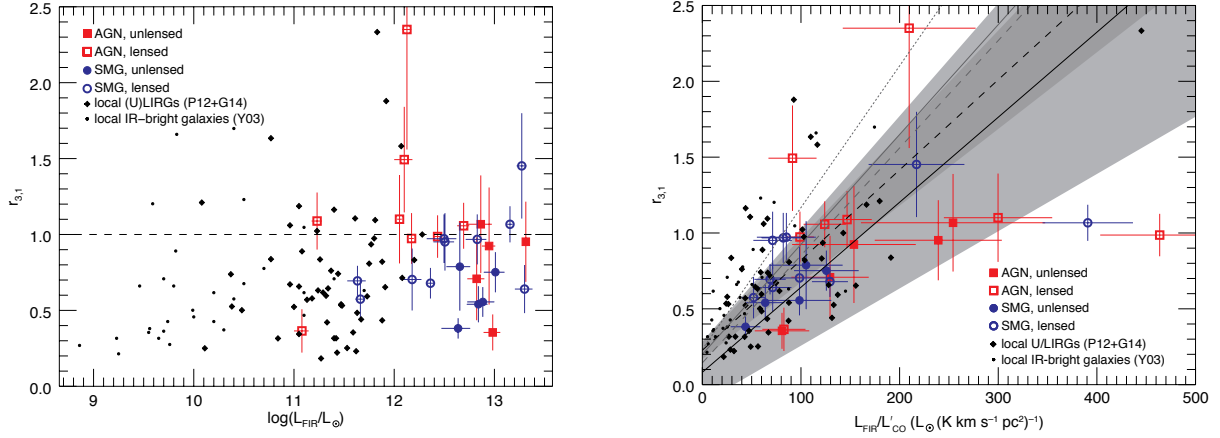 2.5
2.0
1.5
1.0
0.5
0.0
r3,1
AGN, unlensed
AGN, lensed
SMG, unlensed
SMG, lensed
local (U)LIRGs (P12+G14)
local IR−bright galaxies (Y03)
9 10 11 12 13
log(LFIR/L⊙)
2.5
2.0
1.5
1.0
0.5
0.0
r3,1
AGN, unlensed
AGN, lensed
SMG, unlensed
SMG, lensed
local U/LIRGs (P12+G14)
local IR−bright galaxies (Y03)
0 100 200 300 400 500
LFIR/L′CO (L⊙ (K km s−1 pc2)−1)